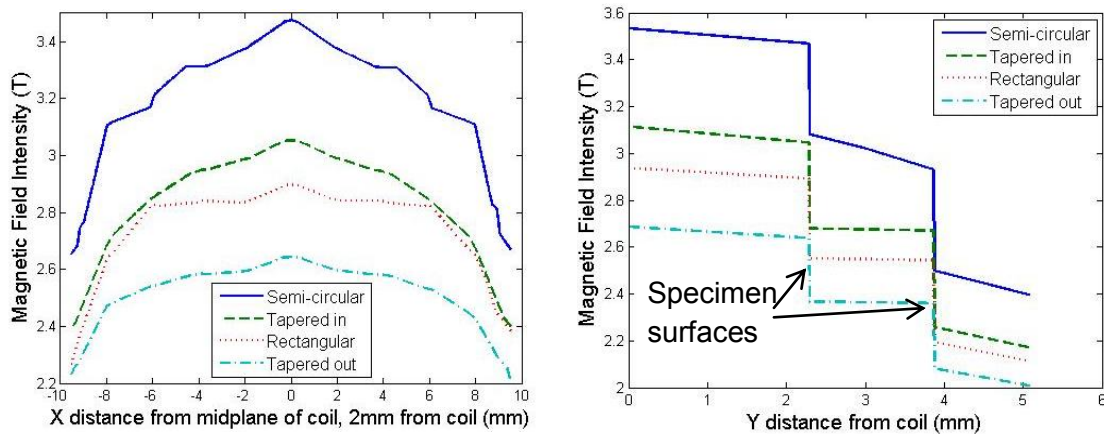 3.4
3.2
3
2.8
2.6
2.4
2.2
-10 -8 -6 -4 -2 0 2 4 6 8 10
Magnetic Field Intensity (T)
X distance from midplane of coil, 2mm from coil (mm)
Semi-circular
Tapered in
Rectangular
Tapered out
3.6
3.4
3.2
3
2.8
2.6
2.4
2.2
2
0 1 2 3 4 5 6
Magnetic Field Intensity (T)
Y distance from coil (mm)
Semi-circular
Tapered in
Rectangular
Tapered out
Specimen
surfaces